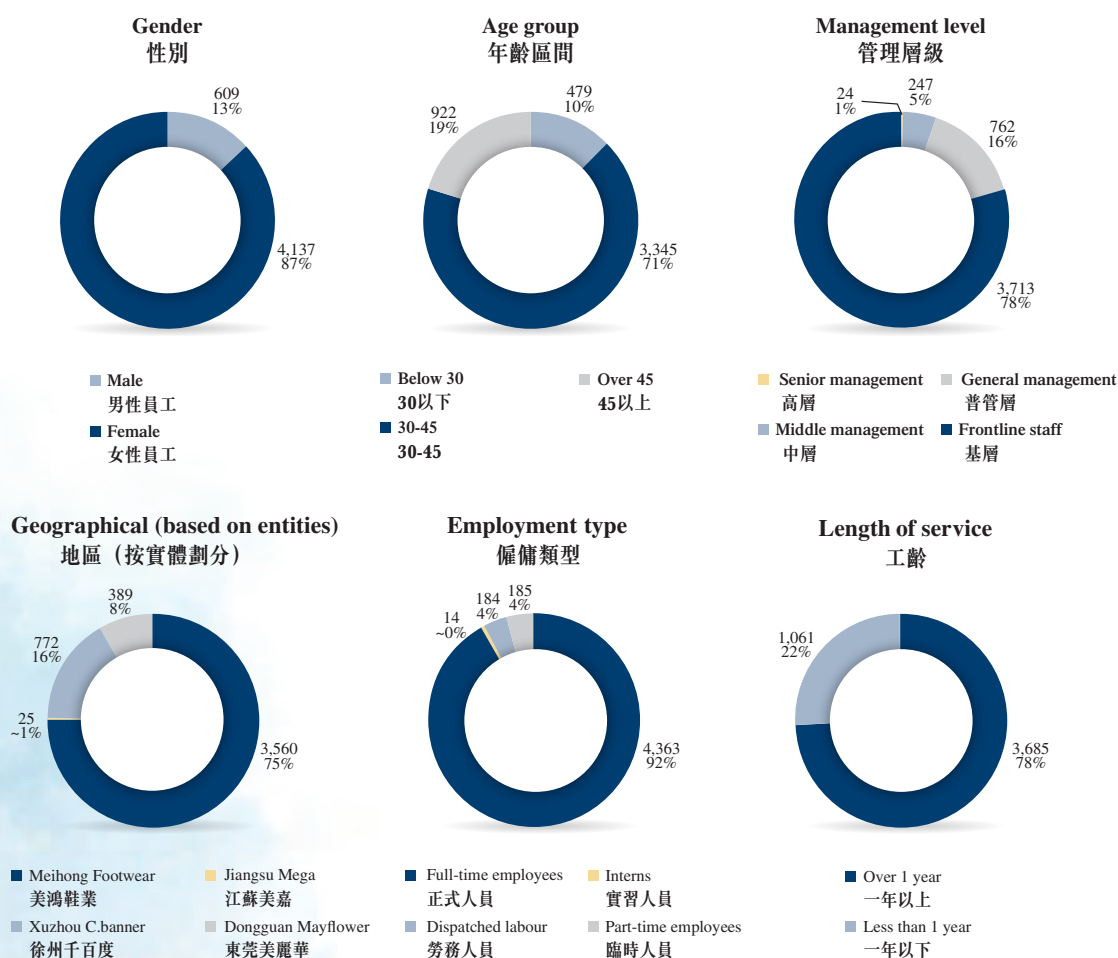 Gender
性別
609
13%
4,137
87%
Male
男性員工
Female
女性員工
Age group
年齡區間
479
10%
922
19%
3,345
71%
Below 30
30以下
30-45
30-45
Over 45
45以上
Management level
管理層級
24
1%
247
5%
762
16%
3,713
78%
Senior management
高層
General management
普管層
Middle management
中層
Frontline staff
基層
Geographical (based on entities)
地區（按實體劃分）
389
8%
772
16%
25
~1%
3,560
75%
Meihong Footwear
美鴻鞋業
Jiangsu Mega
江蘇美嘉
Xuzhou C.banner
徐州千百度
Dongguan Mayflower
東莞美麗華
Employment type
僱傭類型
14
~0%
184
4%
185
4%
4,363
92%
Full-time employees
正式人員
Interns
實習人員
Dispatched labour
勞務人員
Part-time employees
臨時人員
Length of service
工齡
1,061
22%
3,685
78%
Over 1 year
一年以上
Less than 1 year
一年以下